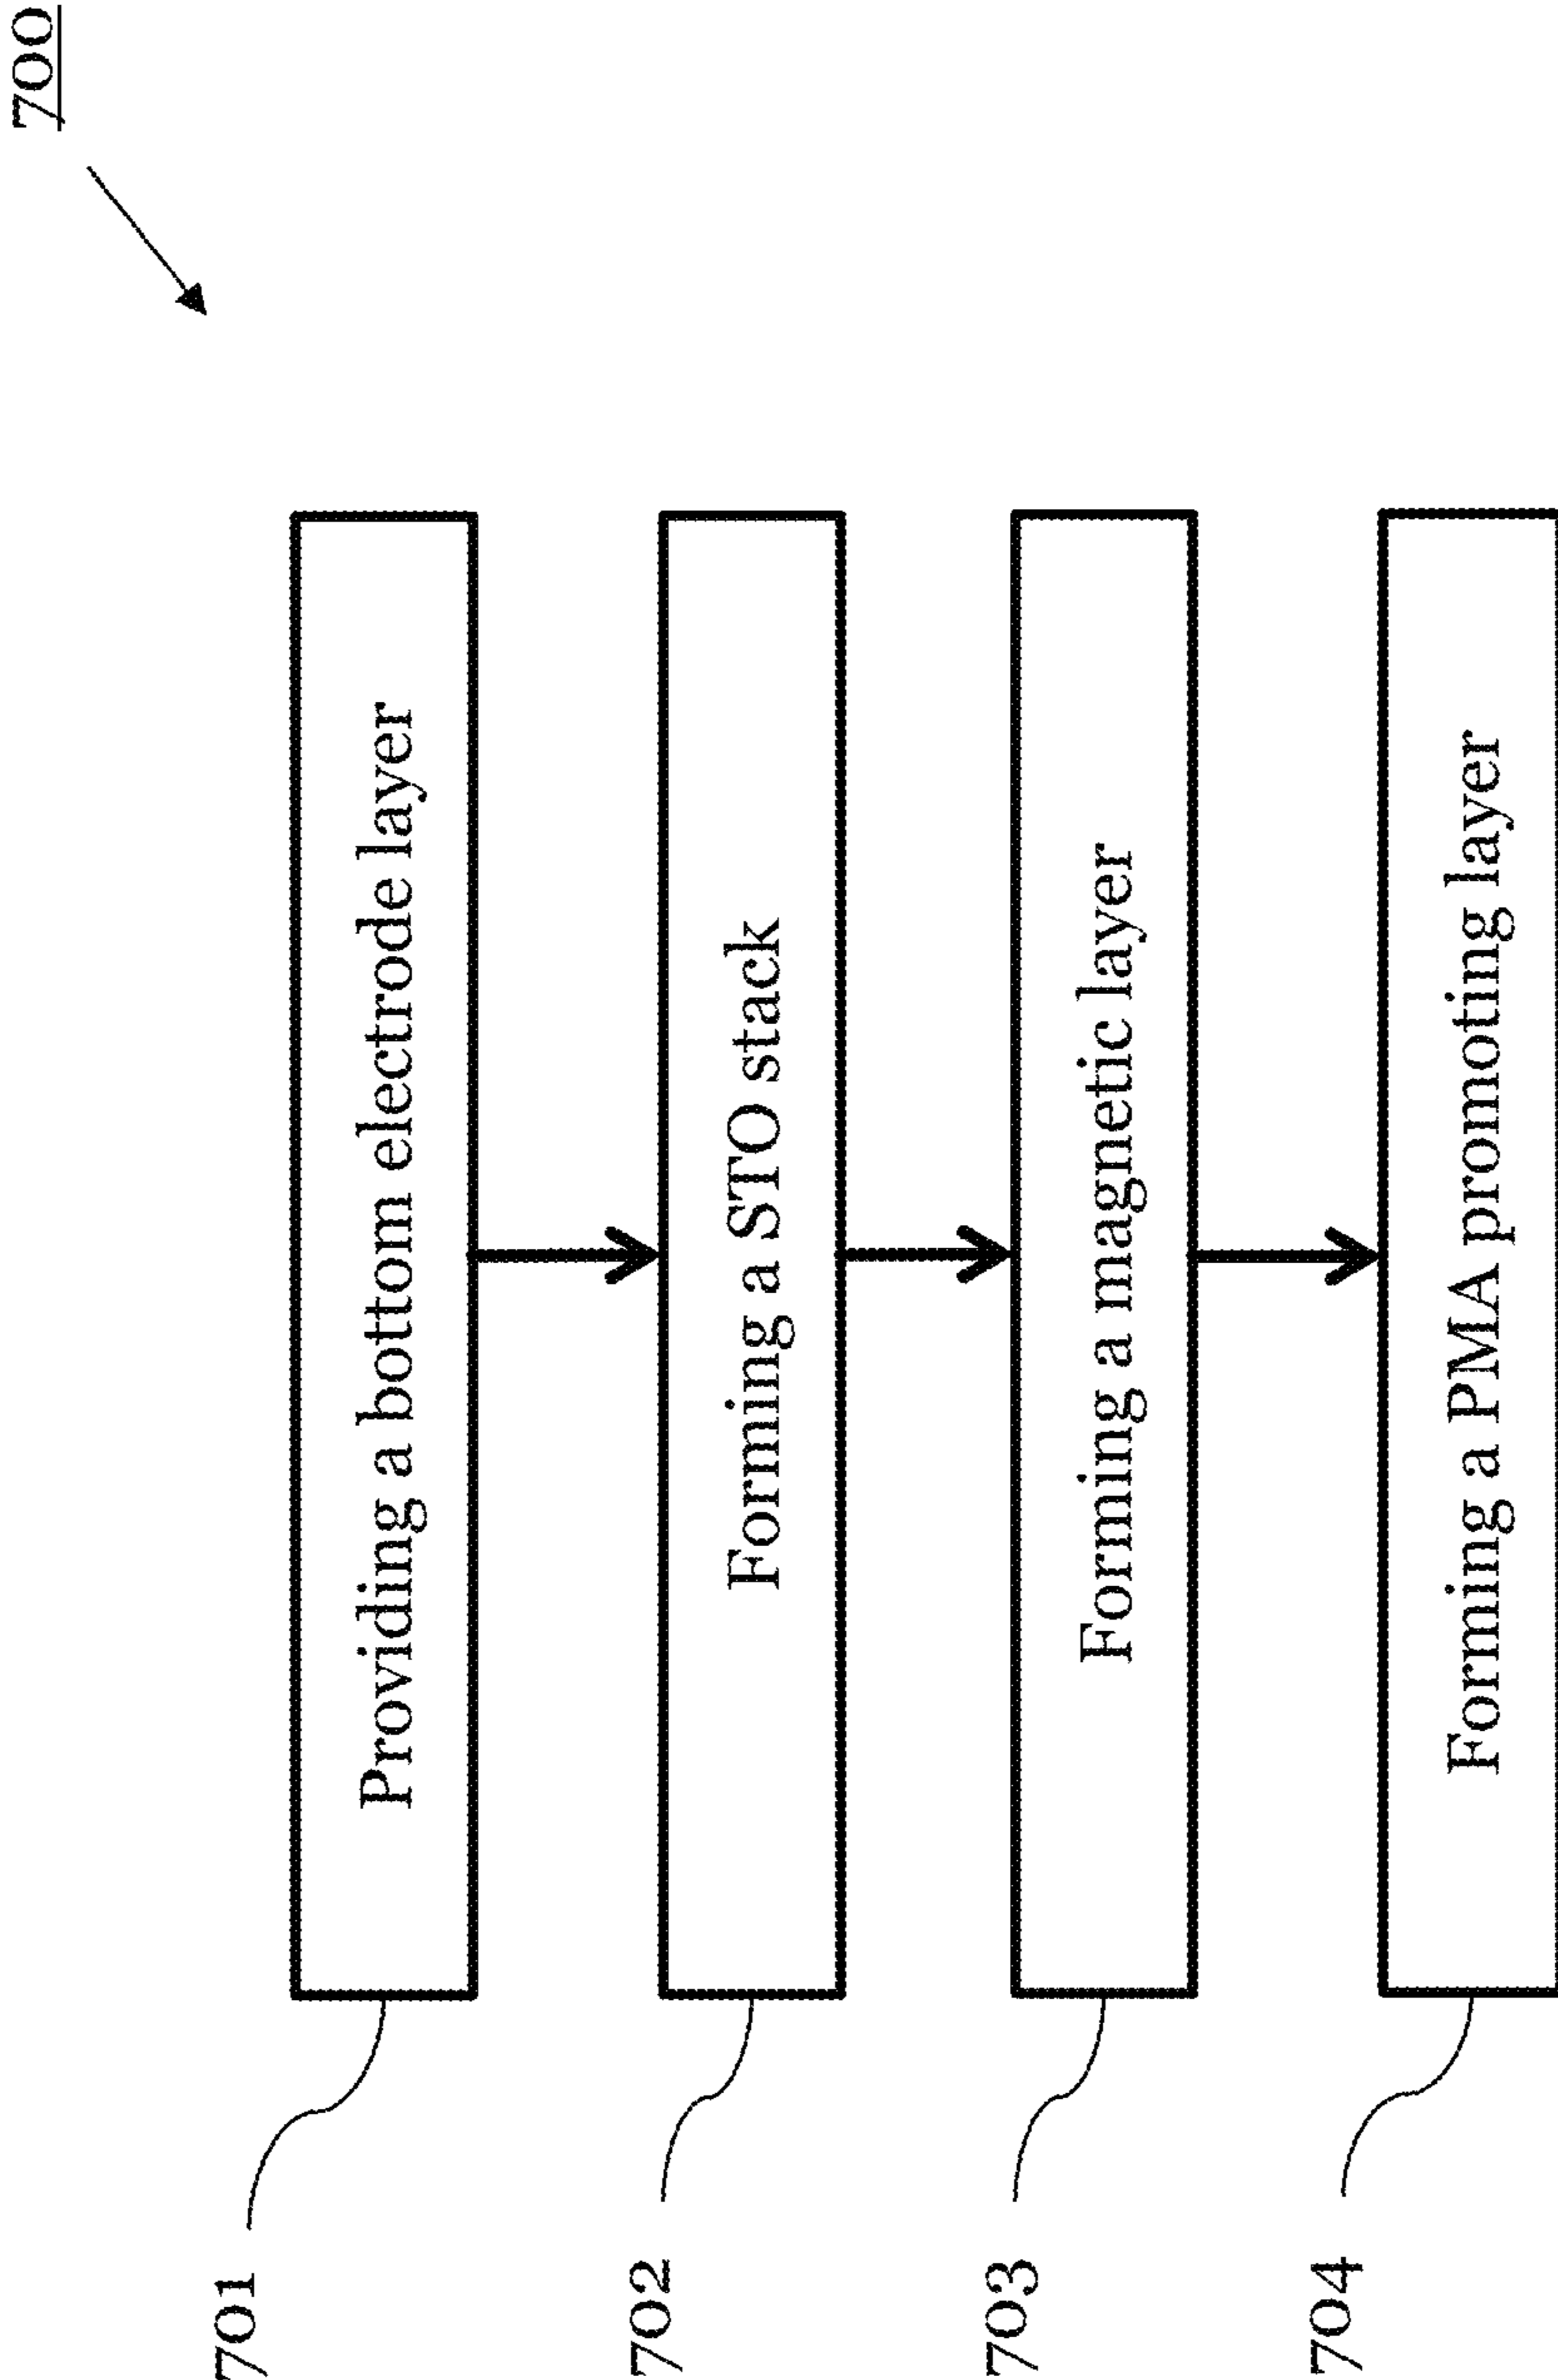 700
701
Providing a bottom electrode layer
702
Forming a STO stack
703
Forming a magnetic layer
704
Forming a PMA promoting layer